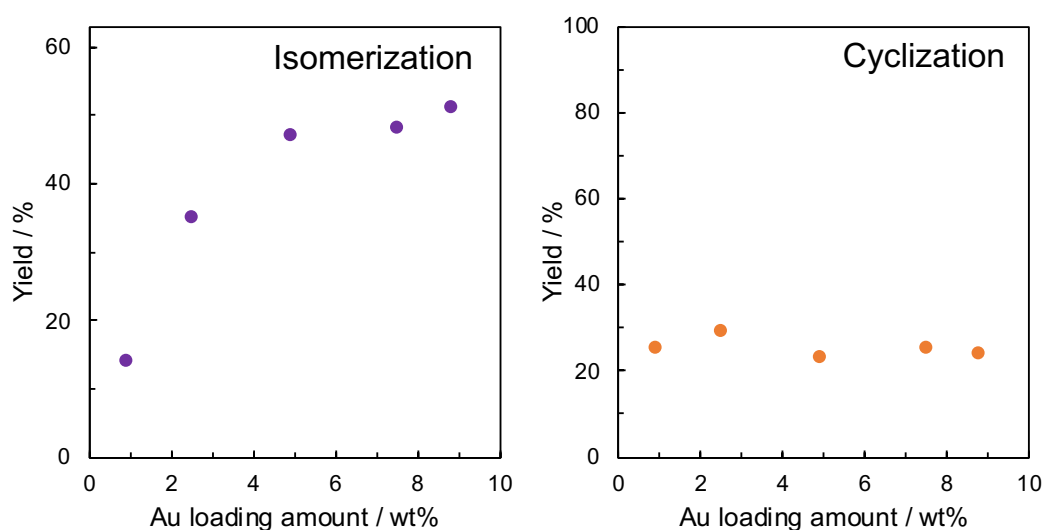 Isomerization
60
40
20
0
Yield / %
0 2 4 6 8 10
Au loading amount / wt%
Cyclization
100
80
60
40
20
0
Yield / %
0 2 4 6 8 10
Au loading amount / wt%